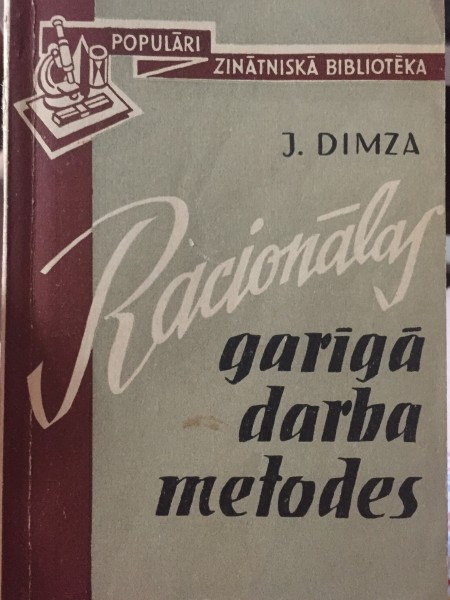 POPULĀRI
ZINĀTNISKĀ BIBLIOTĒKA
J. DIMZA
Racionālas
garīgā
darba
metodes